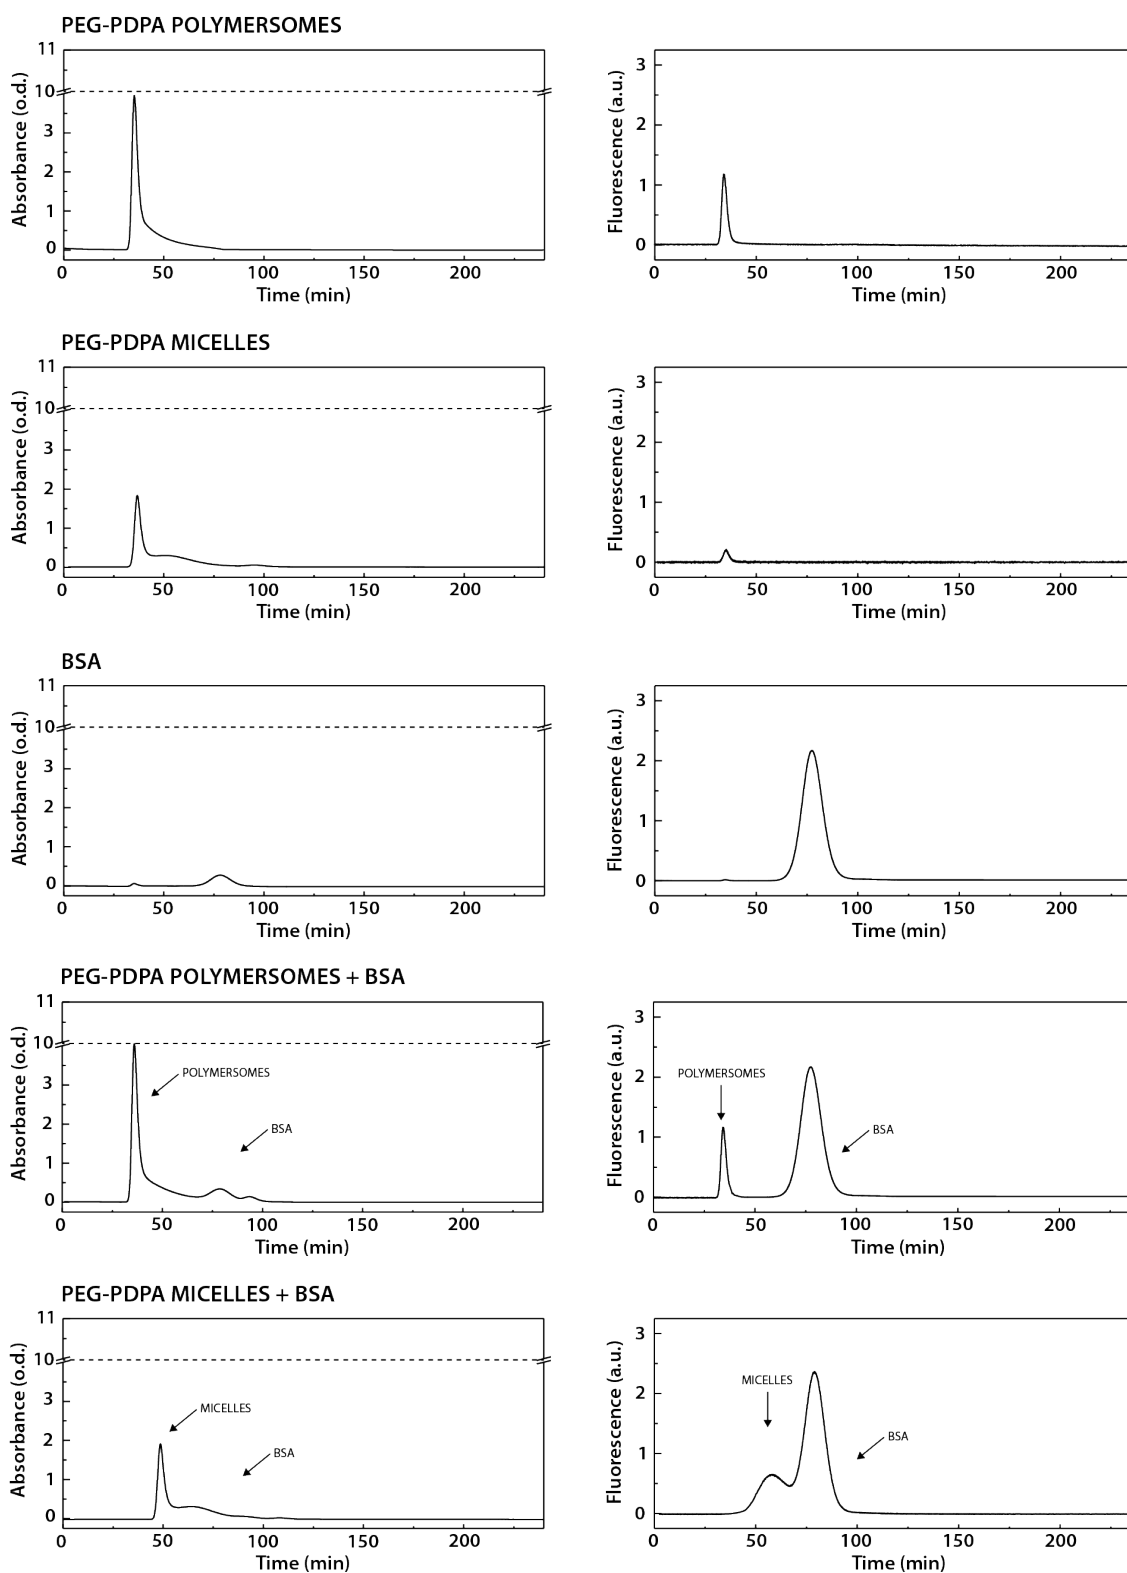 PEG-PDPA POLYMERSOMES
11
10
3
2
1
0
Absorbance (o.d.)
0 50 100 150 200
Time (min)
3
2
1
0
Fluorescence (a.u.)
0 50 100 150 200
Time (min)
PEG-PDPA MICELLES
11
10
3
2
1
0
Absorbance (o.d.)
0 50 100 150 200
Time (min)
3
2
1
0
Fluorescence (a.u.)
0 50 100 150 200
Time (min)
BSA
11
10
3
2
1
0
Absorbance (o.d.)
0 50 100 150 200
Time (min)
3
2
1
0
Fluorescence (a.u.)
0 50 100 150 200
Time (min)
PEG-PDPA POLYMERSOMES + BSA
11
10
3
2
1
0
Absorbance (o.d.)
POLYMERSOMES
BSA
0 50 100 150 200
Time (min)
3
2
1
0
Fluorescence (a.u.)
POLYMERSOMES
BSA
0 50 100 150 200
Time (min)
PEG-PDPA MICELLES + BSA
11
10
3
2
1
0
Absorbance (o.d.)
MICELLES
BSA
0 50 100 150 200
Time (min)
3
2
1
0
Fluorescence (a.u.)
MICELLES
BSA
0 50 100 150 200
Time (min)